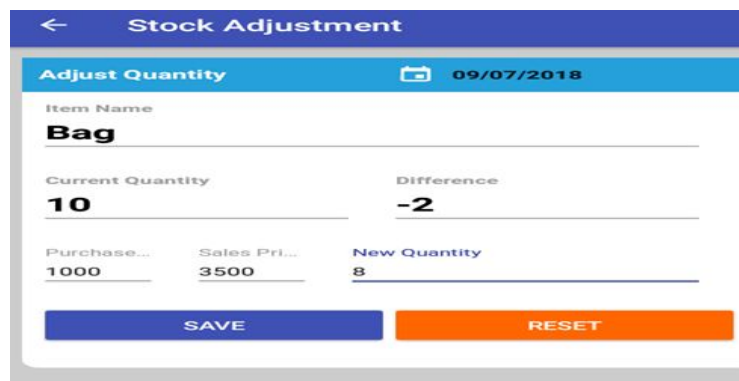 Stock Adjustment
Adjust Quantity 09/07/2018
Item Name
Bag
Current Quantity Difference
10 -2
Purchase... Sales Pri... New Quantity
1000 3500 8
SAVE RESET